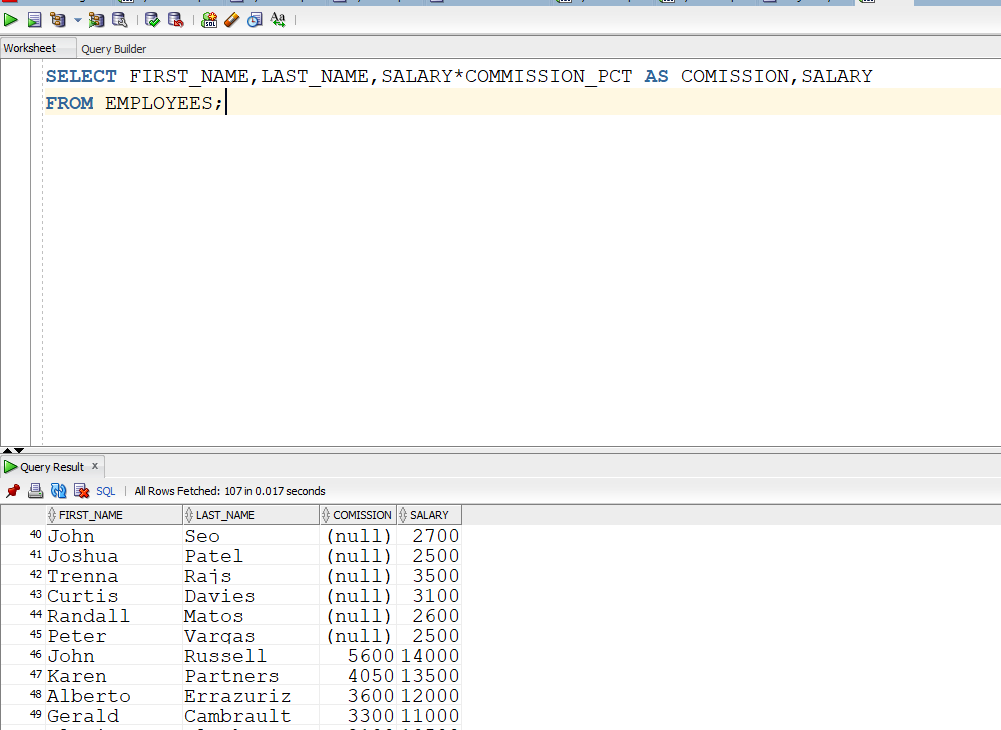 Worksheet Query Builder
SELECT FIRST_NAME,LAST_NAME,SALARY*COMMISSION_PCT AS COMISSION,SALARY
FROM EMPLOYEES;
Query Result x
SQL | All Rows Fetched: 107 in 0.017 seconds
FIRST_NAME LAST_NAME COMISSION SALARY
40 John Seo (null) 2700
41 Joshua Patel (null) 2500
42 Trenna Rajs (null) 3500
43 Curtis Davies (null) 3100
44 Randall Matos (null) 2600
45 Peter Vargas (null) 2500
46 John Russell 5600 14000
47 Karen Partners 4050 13500
48 Alberto Errazuriz 3600 12000
49 Gerald Cambrault 3300 11000